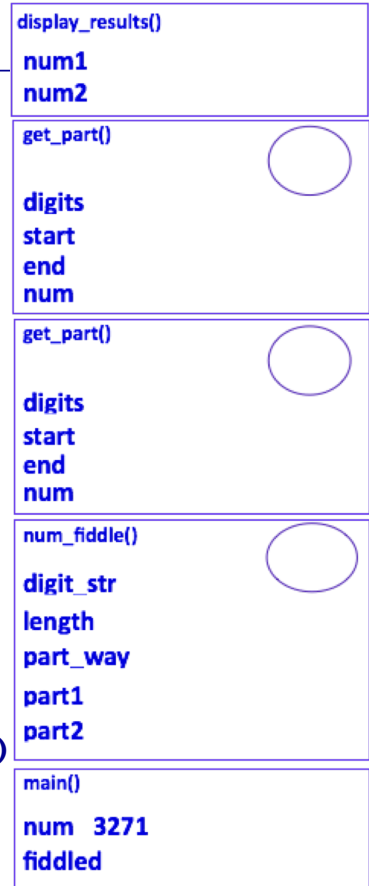 display_results()
num1
num2
get_part()
digits
start
end
num
get_part()
digits
start
end
num
num_fiddle()
digit_str
length
part_way
part1
part2
)
main()
num 3271
fiddled